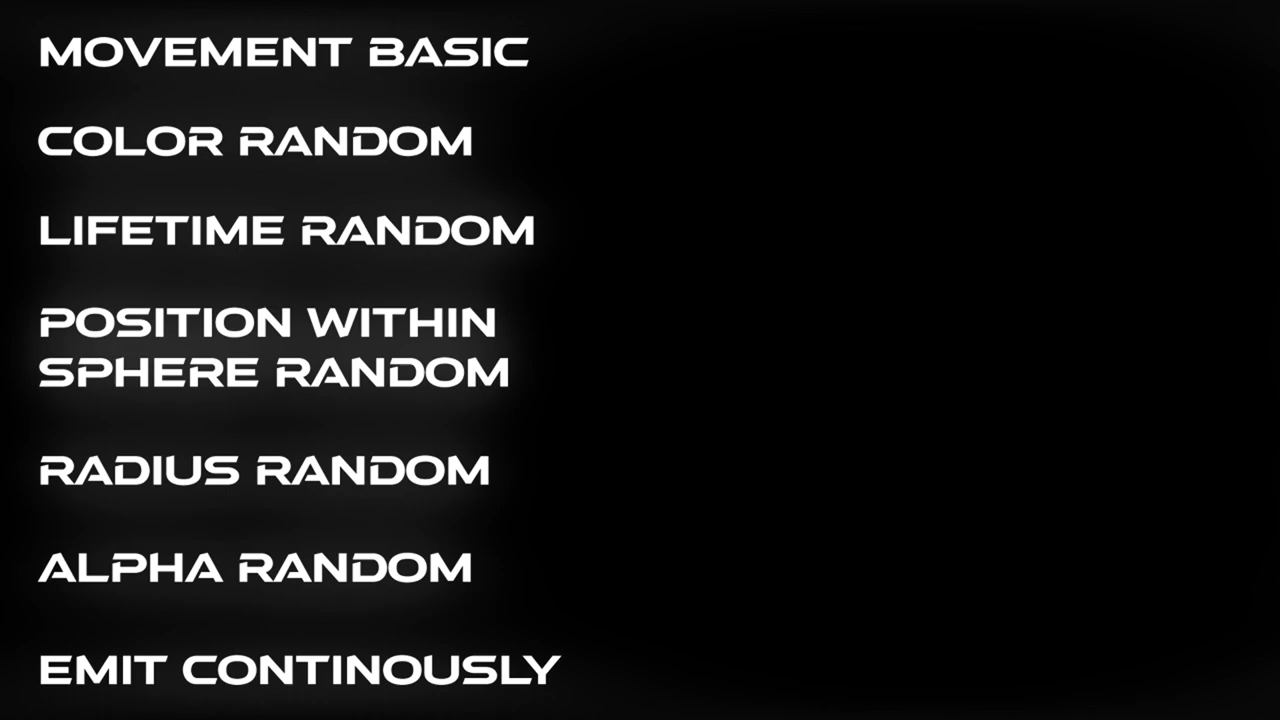 MOVEMENT BASIC
COLOR RANDOM
LIFETIME RANDOM
POSITION WITHIN
SPHERE RANDOM
RADIUS RANDOM
ALPHA RANDOM
EMIT CONTINOUSLY